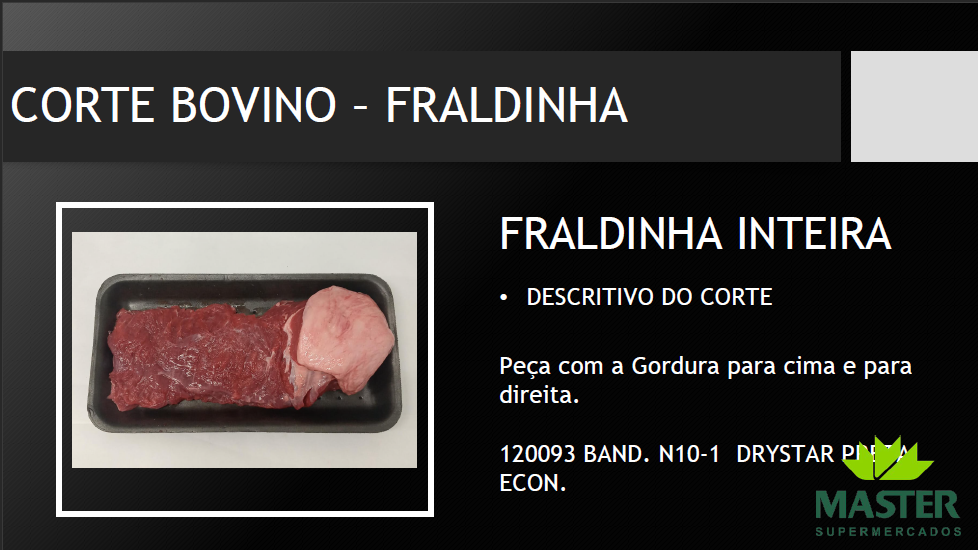 CORTE BOVINO – FRALDINHA
FRALDINHA INTEIRA
• DESCRITIVO DO CORTE
Peça com a Gordura para cima e para
direita.
120093 BAND. N10-1 DRYSTAR PRETA
ECON.
MASTER
SUPERMERCADOS